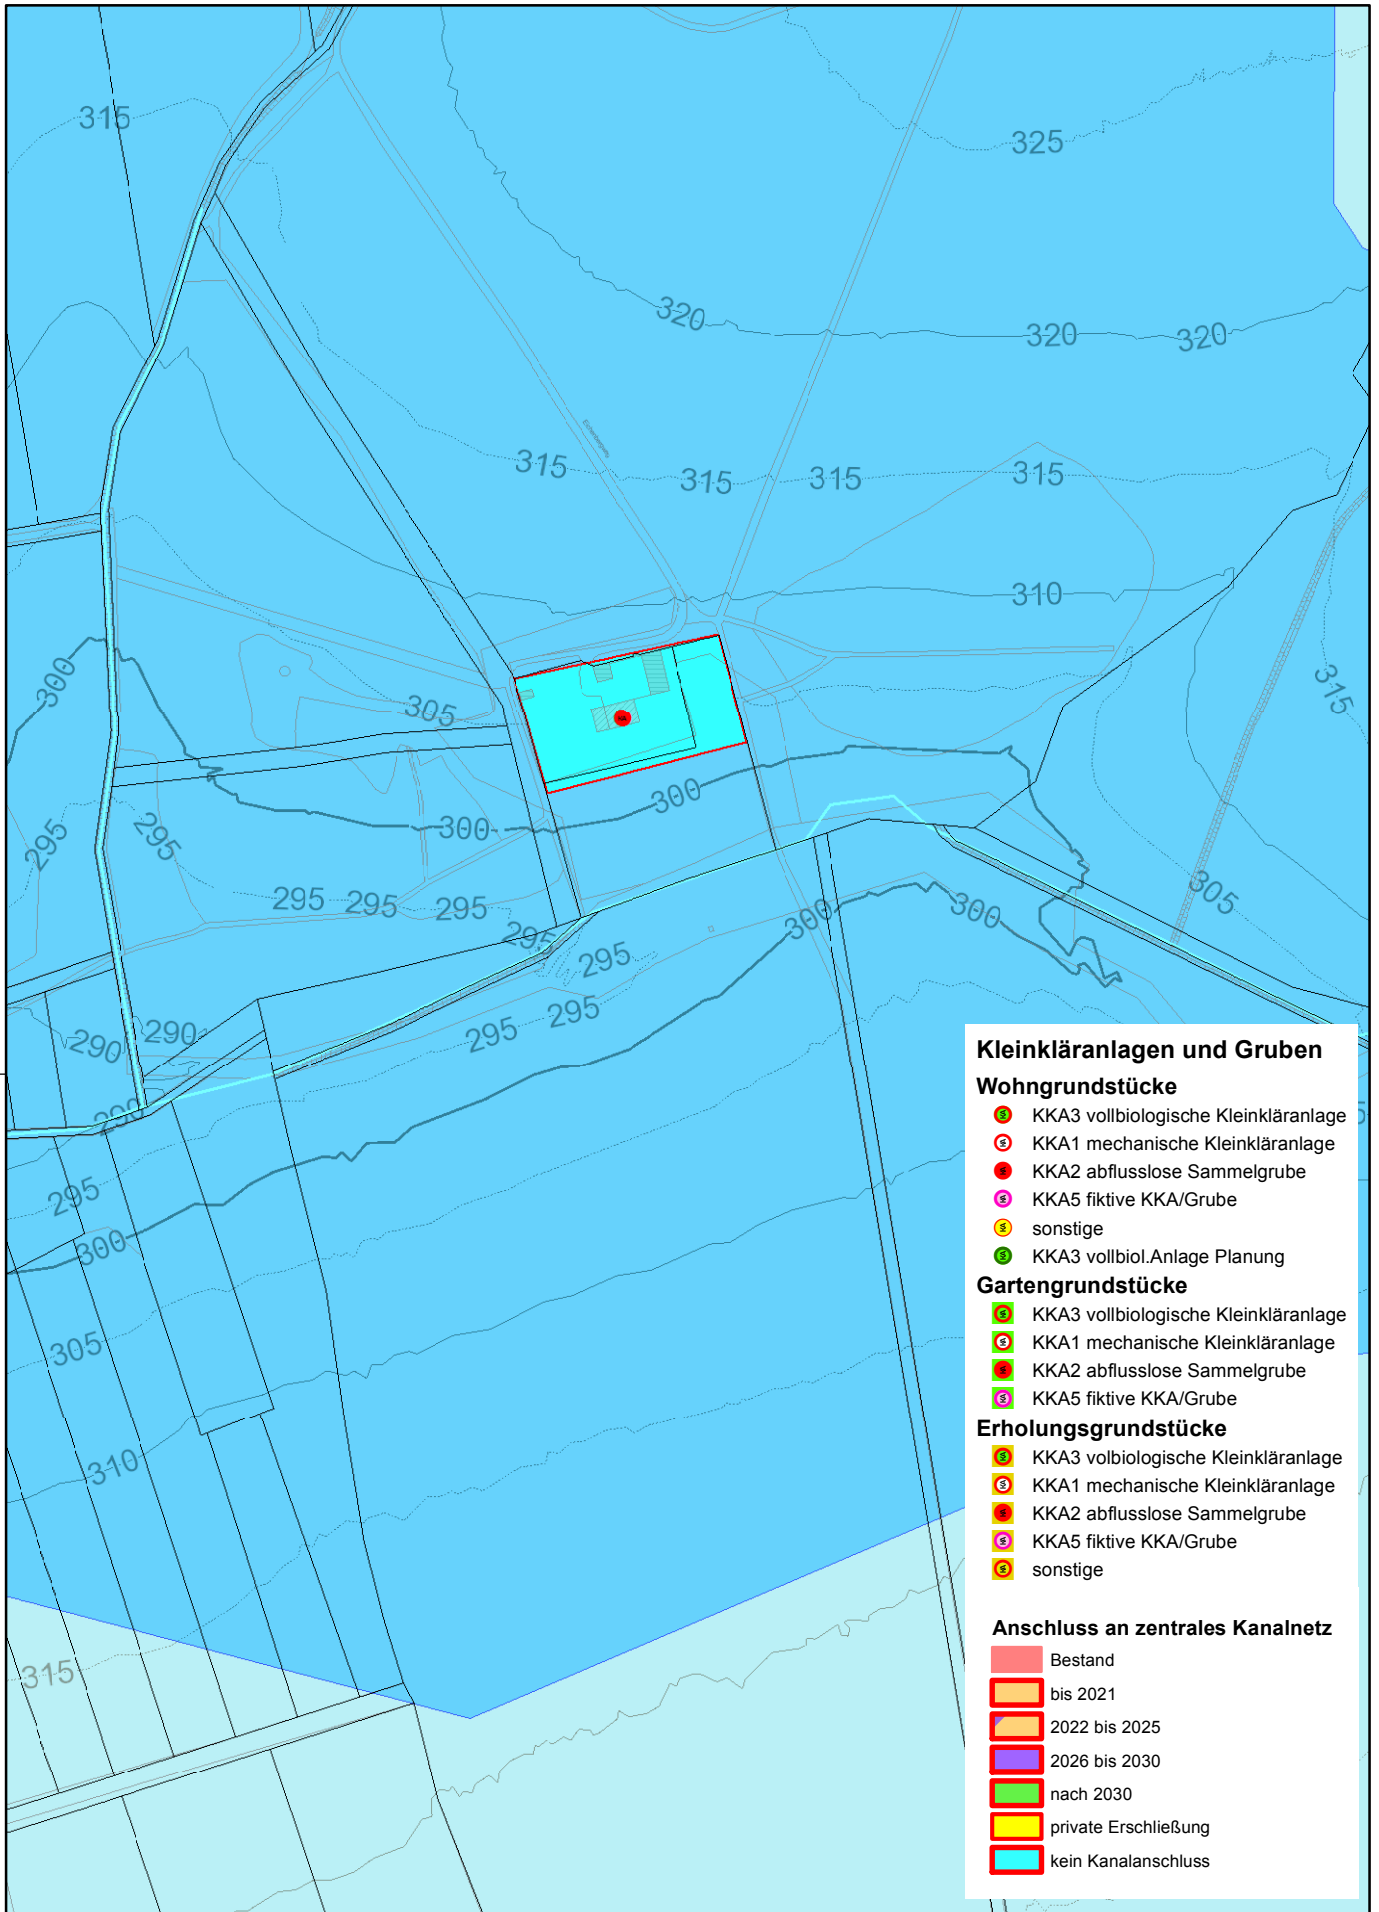 315
325
320
320
320
315
315
315
315
310
300
305
315
300
300
295
295
305
295
295
295
300
300
295
295
295
295
290
290
290
295
300
305
310
315
Kleinkläranlagen und Gruben
Wohngrundstücke
KKA3 vollbiologische Kleinkläranlage
KKA1 mechanische Kleinkläranlage
KKA2 abflusslose Sammelgrube
KKA5 fiktive KKA/Grube
sonstige
KKA3 vollbiol.Anlage Planung
Gartengrundstücke
KKA3 vollbiologische Kleinkläranlage
KKA1 mechanische Kleinkläranlage
KKA2 abflusslose Sammelgrube
KKA5 fiktive KKA/Grube
Erholungsgrundstücke
KKA3 volbiologische Kleinkläranlage
KKA1 mechanische Kleinkläranlage
KKA2 abflusslose Sammelgrube
KKA5 fiktive KKA/Grube
sonstige
Anschluss an zentrales Kanalnetz
Bestand
bis 2021
2022 bis 2025
2026 bis 2030
nach 2030
private Erschließung
kein Kanalanschluss